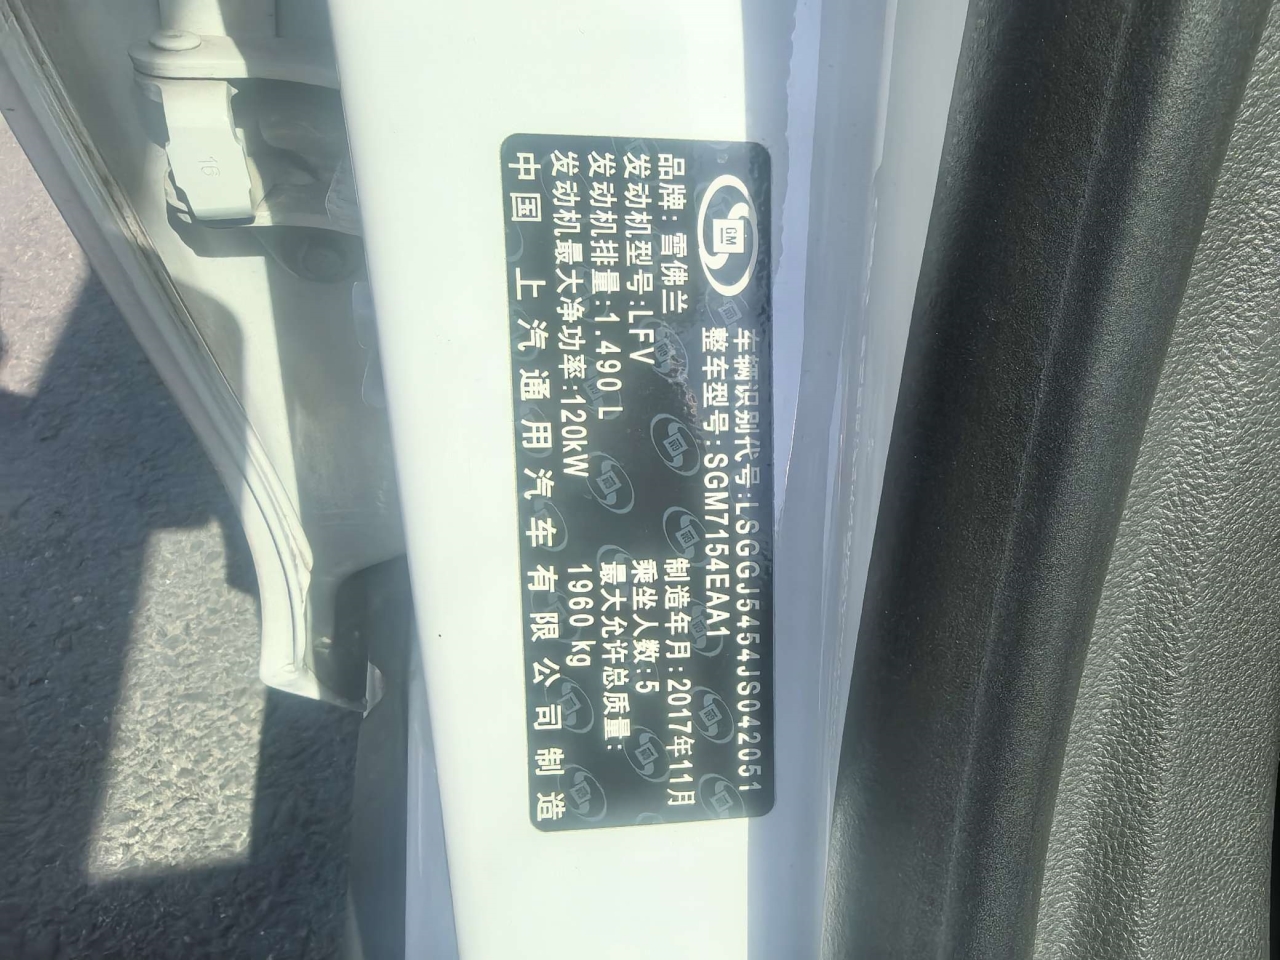 GM
车辆识别代号:LSGGJ5454JS042051
整车型号:SGM7154EAA1
品牌:雪佛兰
制造年月:2017年11月
发动机型号:LFV
乘坐人数:5
发动机排量:1.490L
最大允许总质量:
发动机最大净功率:120kW
1960kg
中国 上汽通用汽车有限公司制造
16